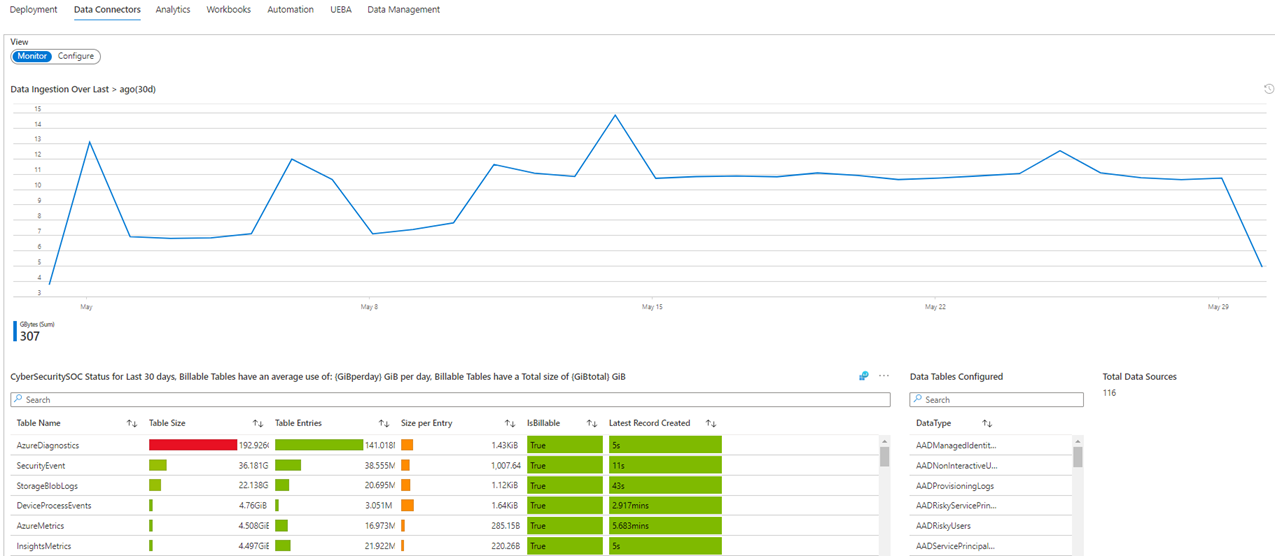 Deployment Data Connectors Analytics Workbooks Automation UEBA Data Management
View
Monitor Configure
Data Ingestion Over Last > ago(30d)
15
14
13
12
11
10
9
8
7
6
5
4
3
May May 8 May 15 May 22 May 29
GBytes (Sum)
307
CyberSecuritySOC Status for Last 30 days, Billable Tables have an average use of: {GiBperday} GiB per day, Billable Tables have a Total size of {GiBtotal} GiB
Search
Table Name Table Size Table Entries Size per Entry IsBillable Latest Record Created
AzureDiagnostics 192.926G 141.018M 1.43KiB True 5s
SecurityEvent 36.181G 38.555M 1,007.64 True 11s
StorageBlobLogs 22.138G 20.695M 1.12KiB True 43s
DeviceProcessEvents 4.76GiB 3.051M 1.64KiB True 2.917mins
AzureMetrics 4.508GiB 16.973M 285.15B True 5.683mins
InsightsMetrics 4.497GiB 21.922M 220.26B True 5s
Data Tables Configured
Search
DataType
AADManagedIdentit...
AADNonInteractiveU...
AADProvisioningLogs
AADRiskyServicePrin...
AADRiskyUsers
AADServicePrincipal...
Total Data Sources
116